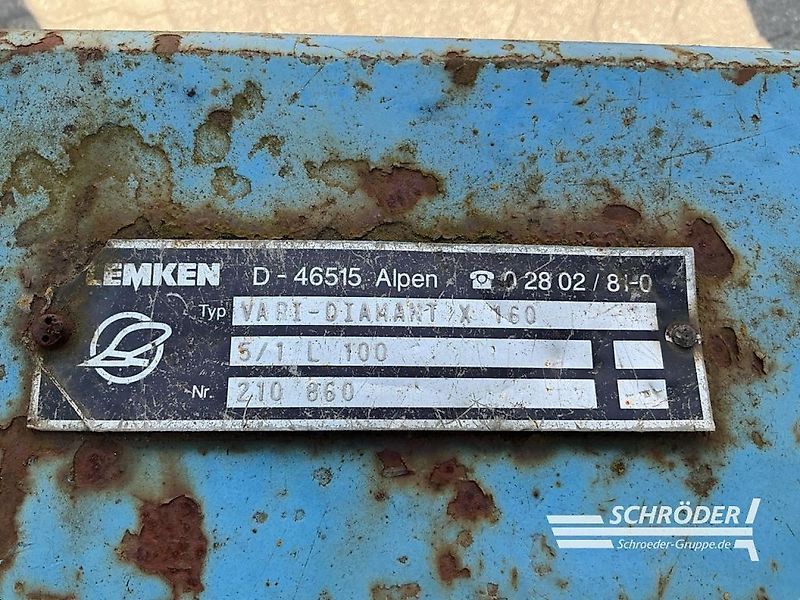 LEMKEN D - 46515 Alpen ☎ 0 28 02 / 81-0
Typ VARI-DIAMANT X 160
5/1 L 100
Nr. 210 860
SCHRÖDER
Schroeder-Gruppe.de